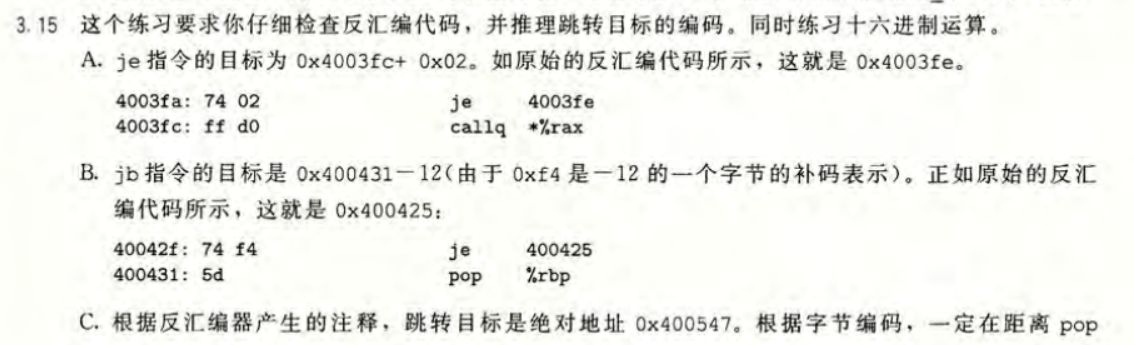 3.15 这个练习要求你仔细检查反汇编代码，并推理跳转目标的编码。同时练习十六进制运算。
A. je 指令的目标为 0x4003fc+ 0x02。如原始的反汇编代码所示，这就是 0x4003fe。
4003fa: 74 02 je 4003fe
4003fc: ff d0 callq *%rax
B. jb 指令的目标是 0x400431－12(由于 0xf4 是－12 的一个字节的补码表示)。正如原始的反汇
编代码所示，这就是 0x400425：
40042f: 74 f4 je 400425
400431: 5d pop %rbp
C. 根据反汇编器产生的注释，跳转目标是绝对地址 0x400547。根据字节编码，一定在距离 pop